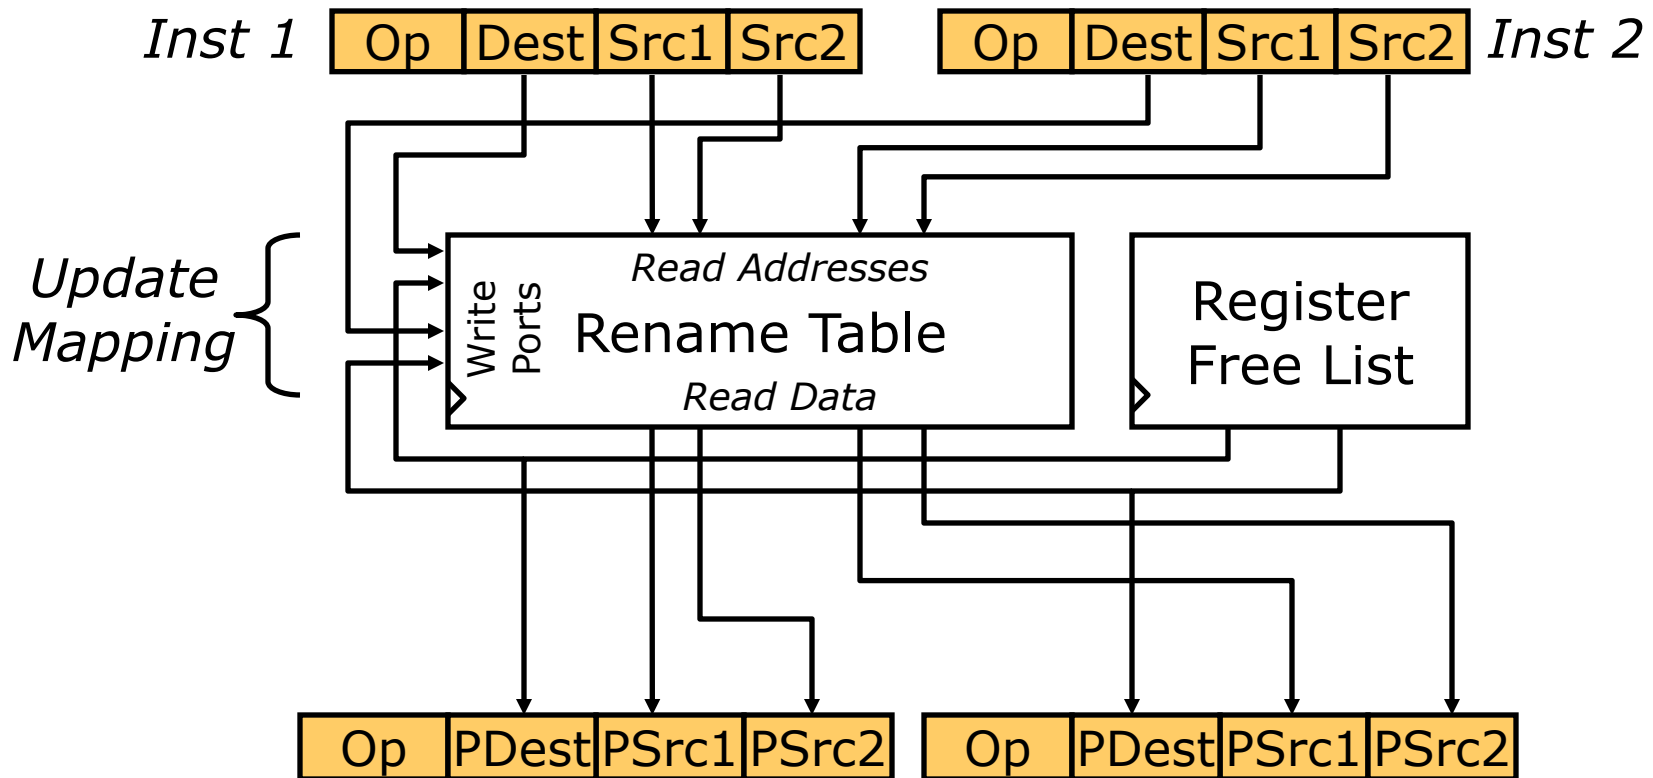 Inst 1 Op Dest Src1 Src2 Op Dest Src1 Src2 Inst 2
Update
Mapping
Write
Ports
Read Addresses
Rename Table
Read Data
Register
Free List
Op PDest PSrc1 PSrc2 Op PDest PSrc1 PSrc2